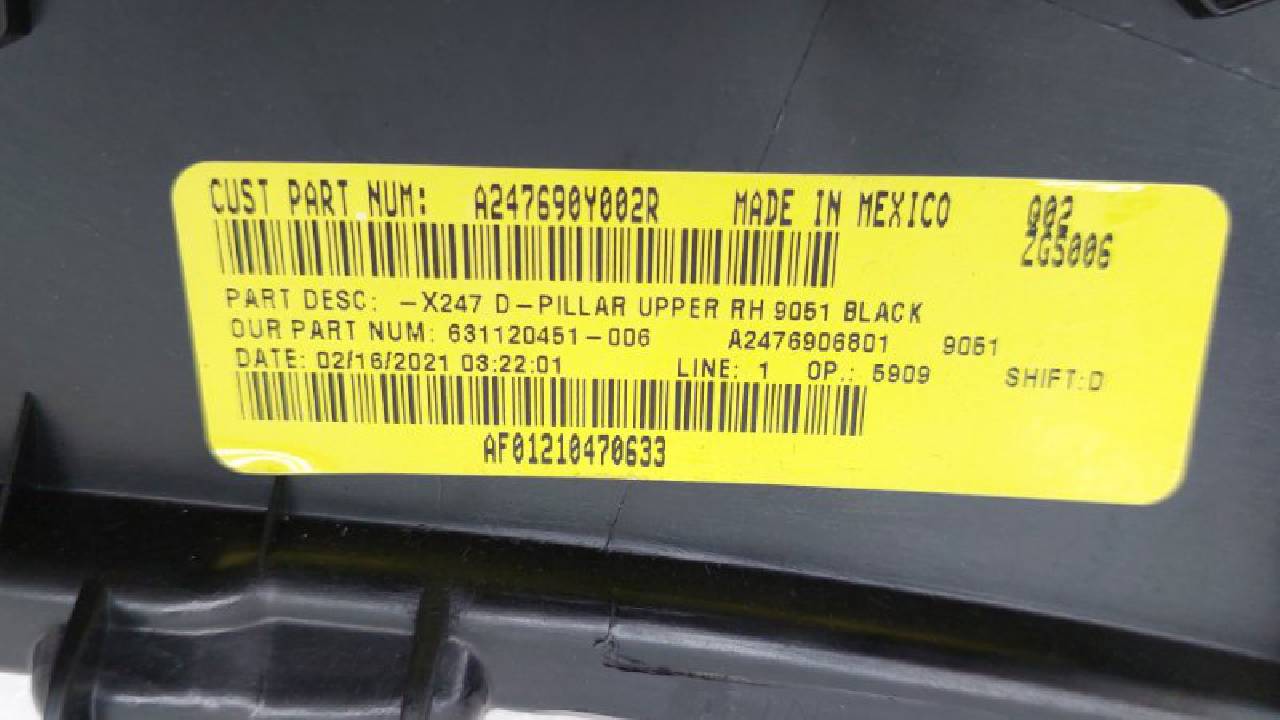 CUST PART NUM: A247690Y002R MADE IN MEXICO Q02
ZG5006
PART DESC: -X247 D-PILLAR UPPER RH 9051 BLACK
OUR PART NUM: 631120451-006 A2476906801 9051
DATE: 02/16/2021 03:22:01 LINE: 1 OP.: 5909 SHIFT:D
AF01210470633